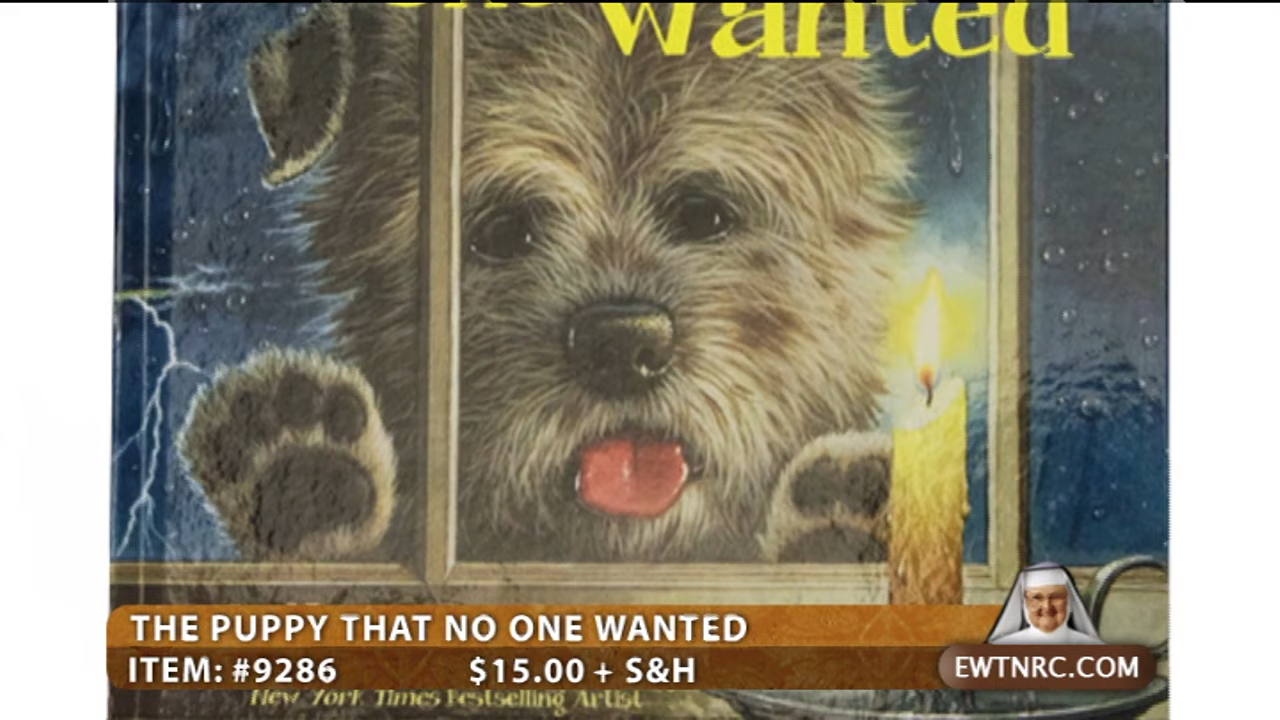 Wanted
THE PUPPY THAT NO ONE WANTED
ITEM: #9286 $15.00 + S&H
EWTNRC.COM
New York Times Bestselling Artist